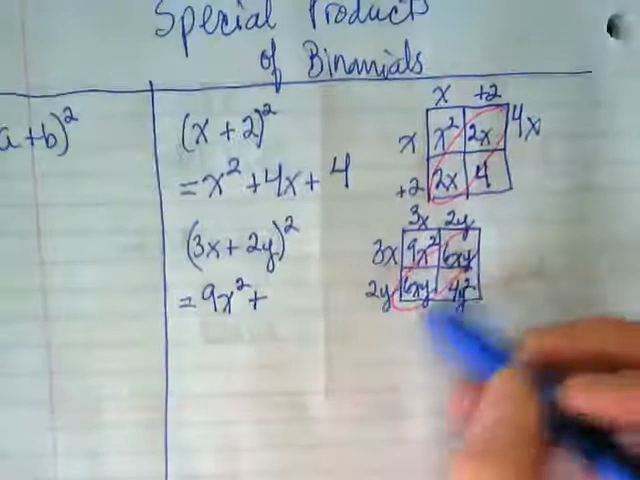 Special Products
of Binomials
a + b)²
(x + 2)²
= x² + 4x + 4
(3x + 2y)²
= 9x² +
x +2
x x² 2x 4x
+2 2x 4
3x 2y
3x 9x² 6xy
2y 6xy 4y²